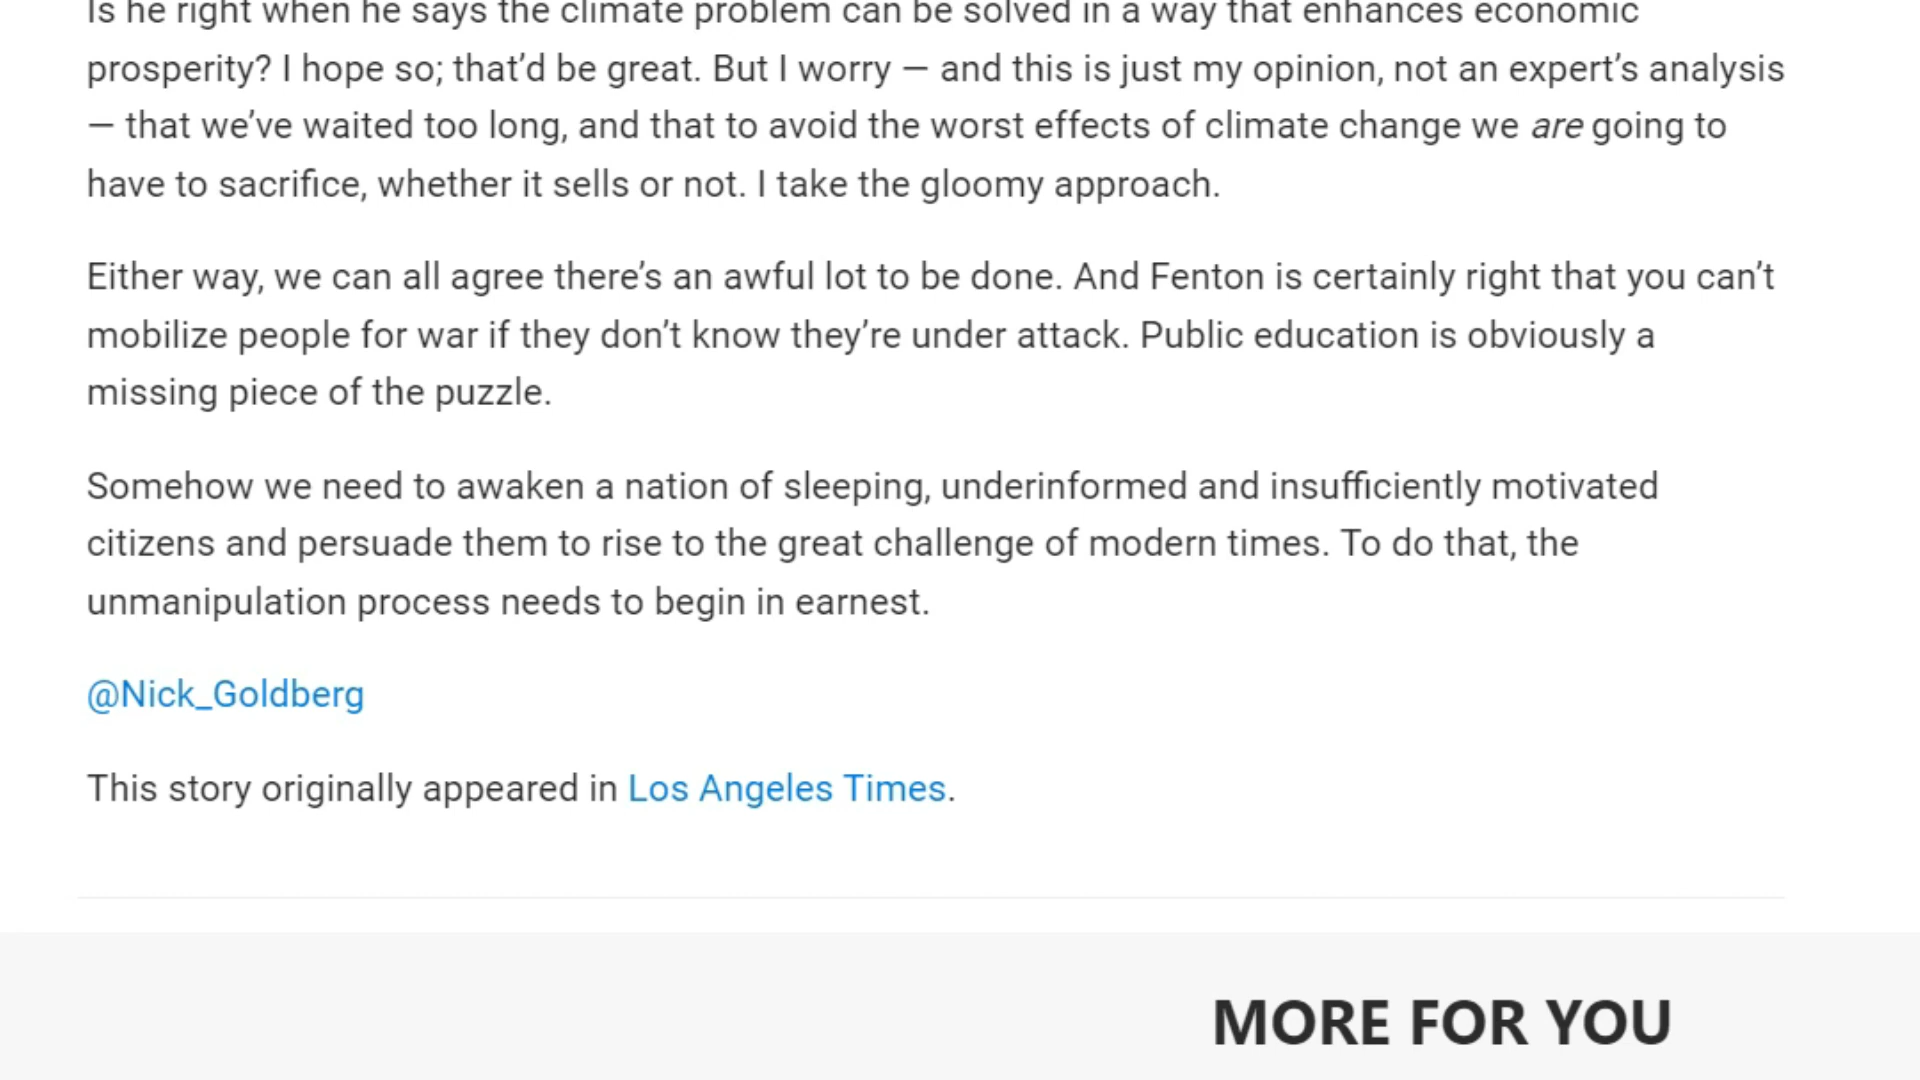 Is he right when he says the climate problem can be solved in a way that enhances economic
prosperity? I hope so; that’d be great. But I worry — and this is just my opinion, not an expert’s analysis
— that we’ve waited too long, and that to avoid the worst effects of climate change we are going to
have to sacrifice, whether it sells or not. I take the gloomy approach.
Either way, we can all agree there’s an awful lot to be done. And Fenton is certainly right that you can’t
mobilize people for war if they don’t know they’re under attack. Public education is obviously a
missing piece of the puzzle.
Somehow we need to awaken a nation of sleeping, underinformed and insufficiently motivated
citizens and persuade them to rise to the great challenge of modern times. To do that, the
unmanipulation process needs to begin in earnest.
@Nick_Goldberg
This story originally appeared in Los Angeles Times.
MORE FOR YOU